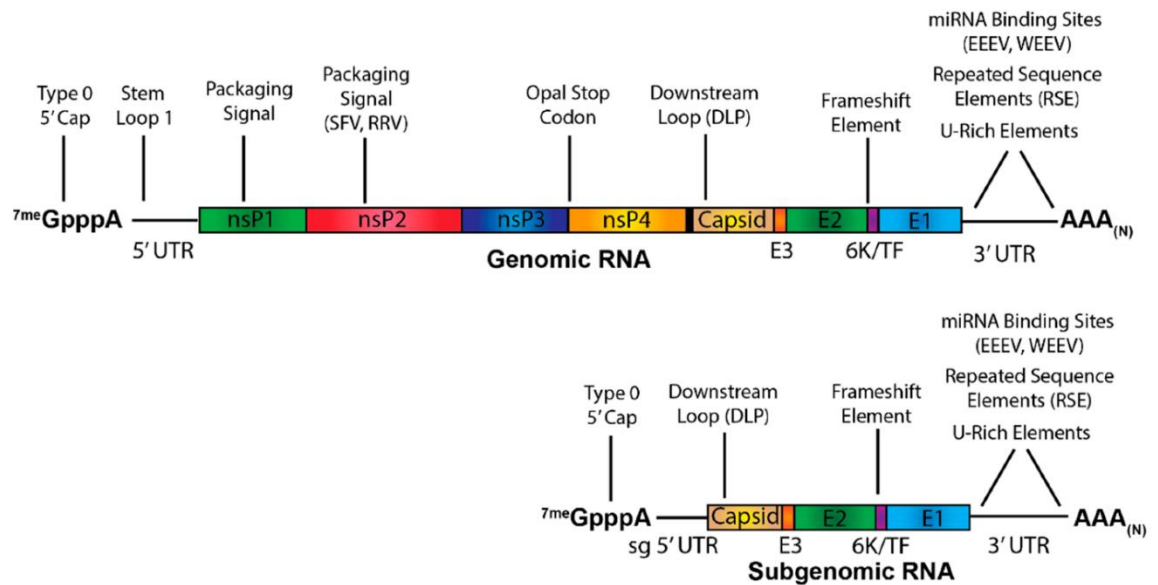 miRNA Binding Sites
(EEEV, WEEV)
Repeated Sequence
Elements (RSE)
U-Rich Elements
Type 0
5' Cap
Stem
Loop 1
Packaging
Signal
Packaging
Signal
(SFV, RRV)
Opal Stop
Codon
Downstream
Loop (DLP)
Frameshift
Element
7meGpppA
nsP1
nsP2
nsP3
nsP4
Capsid
E2
E1
AAA(N)
5' UTR
Genomic RNA
E3
6K/TF
3' UTR
miRNA Binding Sites
(EEEV, WEEV)
Repeated Sequence
Elements (RSE)
U-Rich Elements
Type 0
5' Cap
Downstream
Loop (DLP)
Frameshift
Element
7meGpppA
Capsid
E2
E1
AAA(N)
sg 5' UTR
E3
6K/TF
3' UTR
Subgenomic RNA